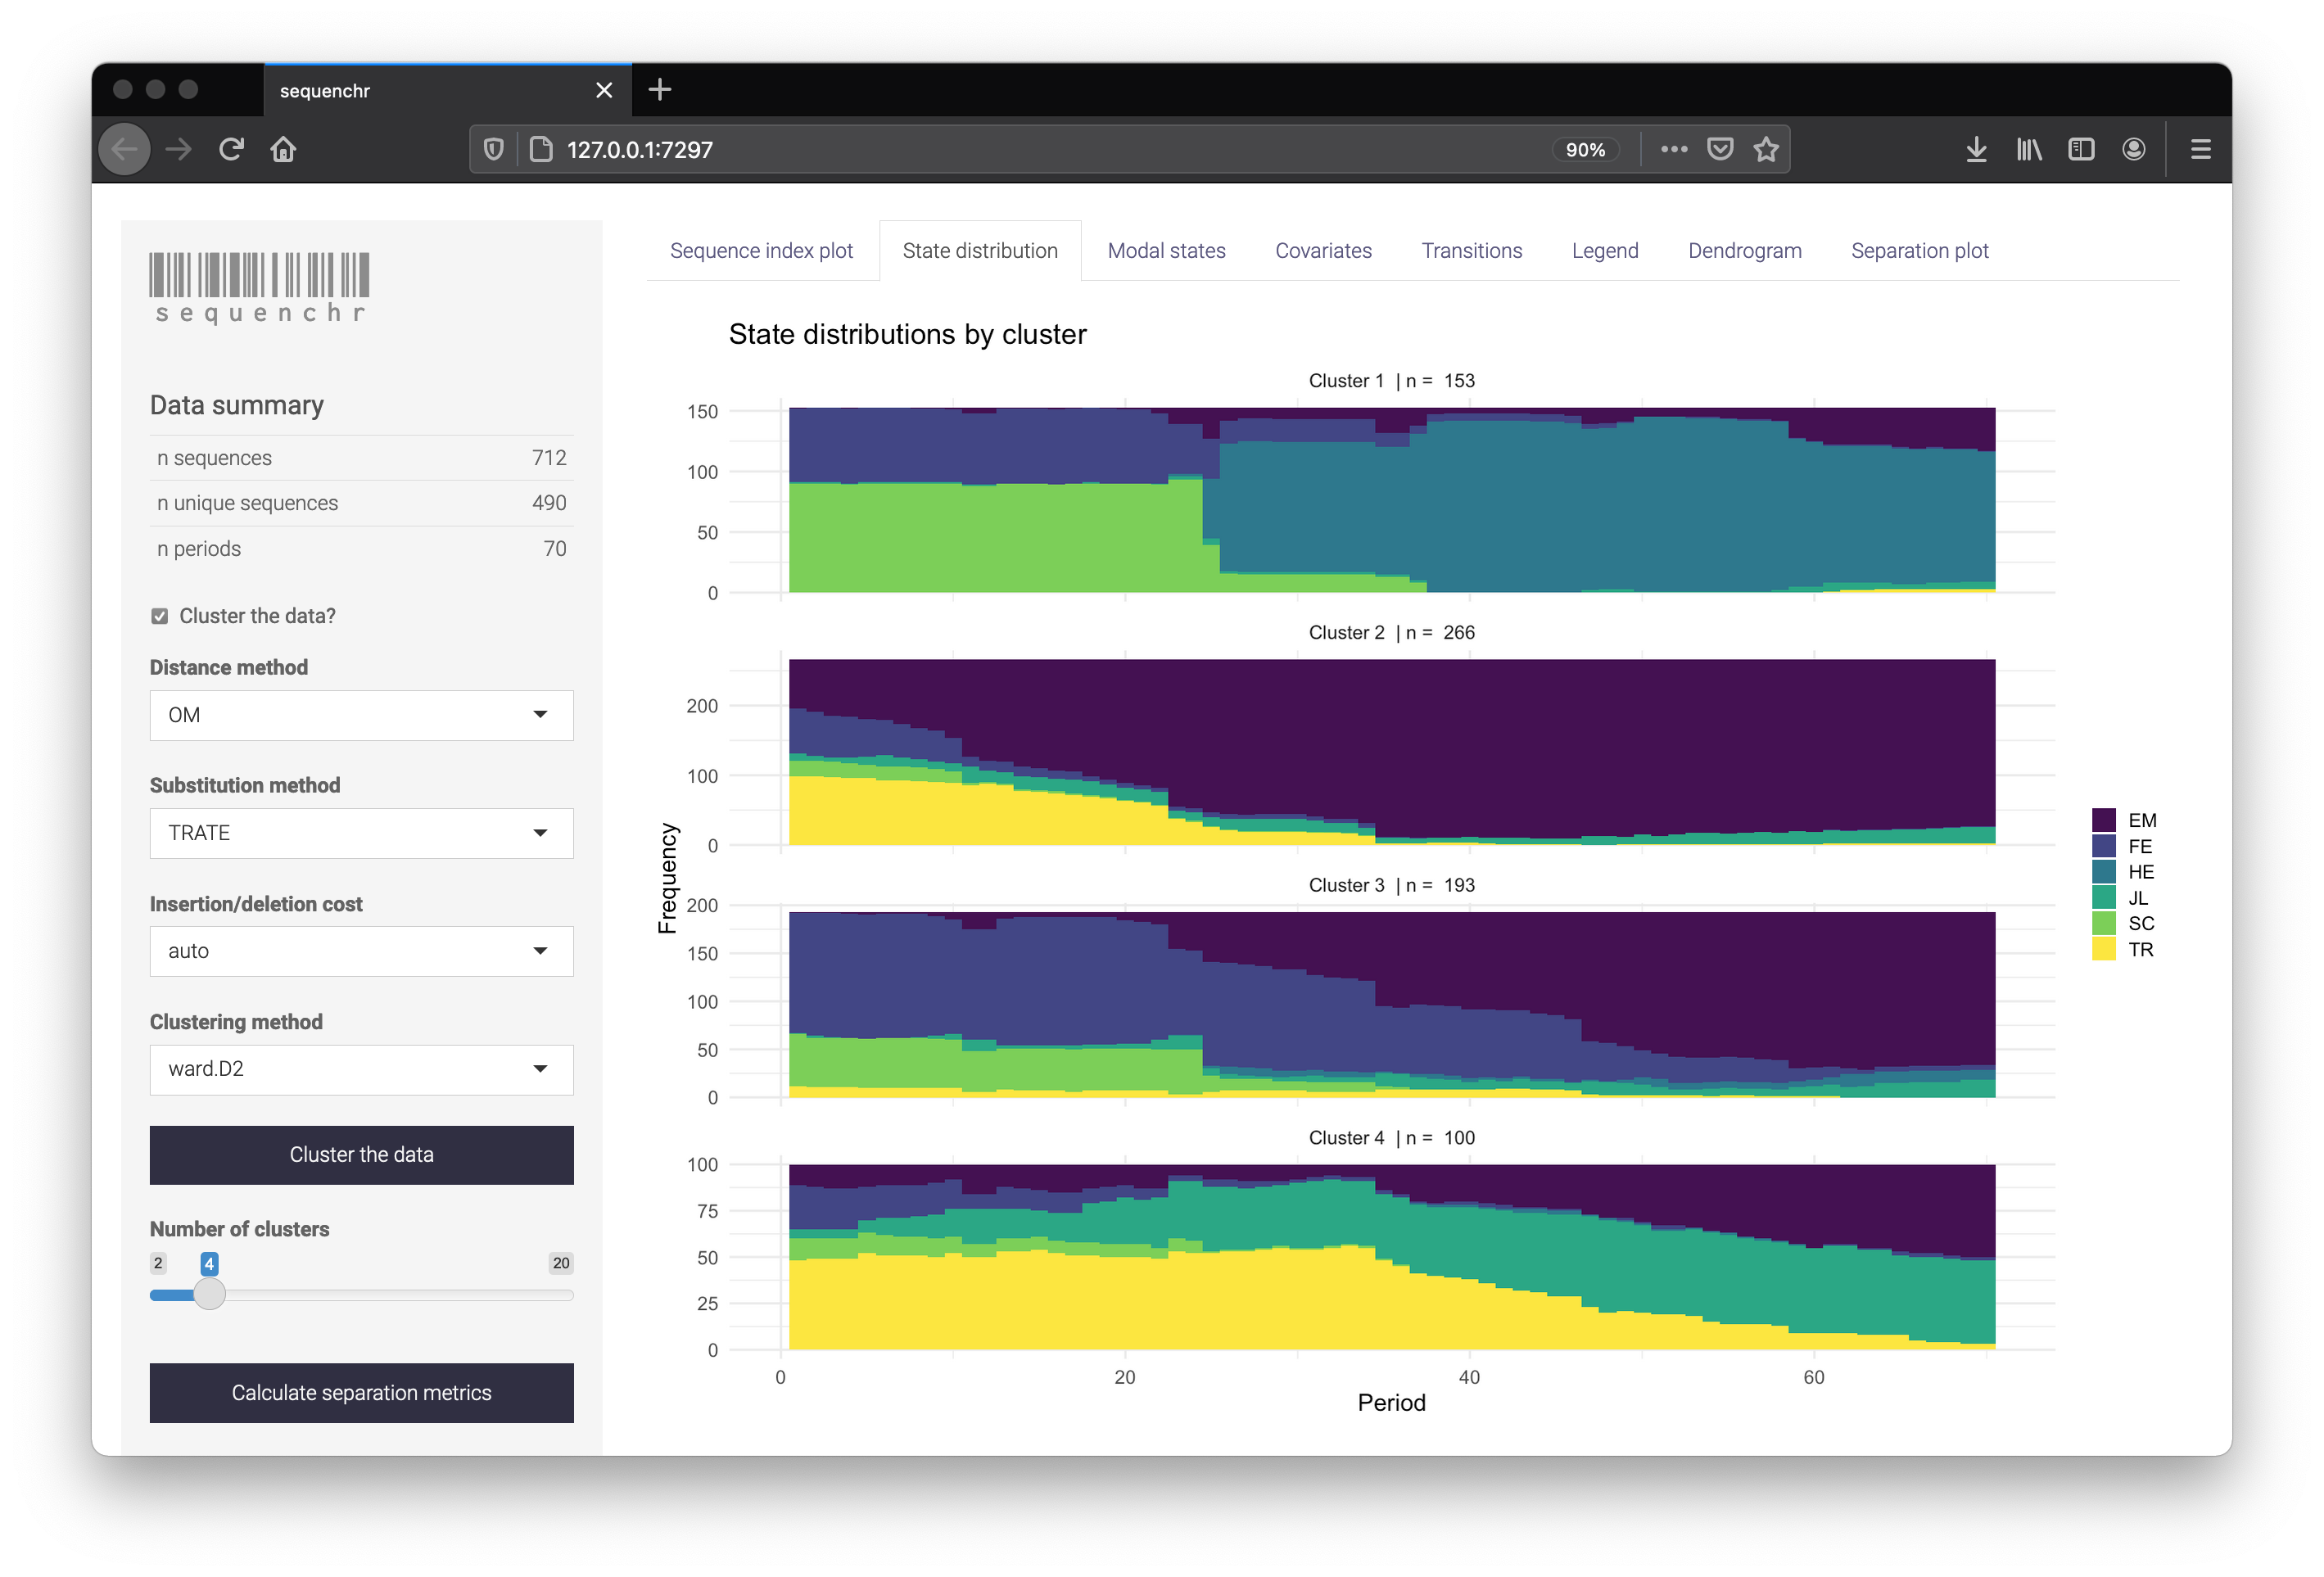 sequenchr
127.0.0.1:7297
90%
sequenchr
Data summary
n sequences 712
n unique sequences 490
n periods 70
Cluster the data?
Distance method
OM
Substitution method
TRATE
Insertion/deletion cost
auto
Clustering method
ward.D2
Cluster the data
Number of clusters
2 4 20
Calculate separation metrics
Sequence index plot State distribution Modal states Covariates Transitions Legend Dendrogram Separation plot
State distributions by cluster
Cluster 1 | n = 153
150
100
50
0
Cluster 2 | n = 266
200
100
0
Cluster 3 | n = 193
200
150
100
50
0
Cluster 4 | n = 100
100
75
50
25
0
0 20 40 60
Period
Frequency
EM
FE
HE
JL
SC
TR